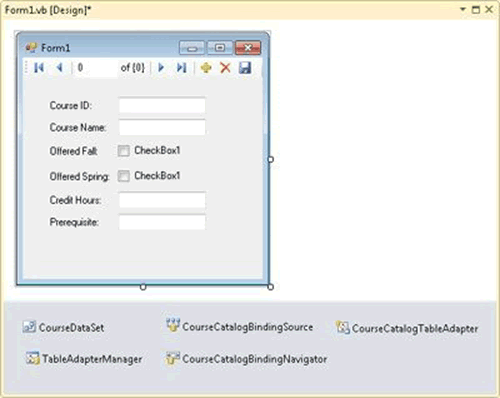 Form1.vb [Design]*
Form1
0 of {0}
Course ID:
Course Name:
Offered Fall: CheckBox1
Offered Spring: CheckBox1
Credit Hours:
Prerequisite:
CourseDataSet CourseCatalogBindingSource CourseCatalogTableAdapter
TableAdapterManager CourseCatalogBindingNavigator